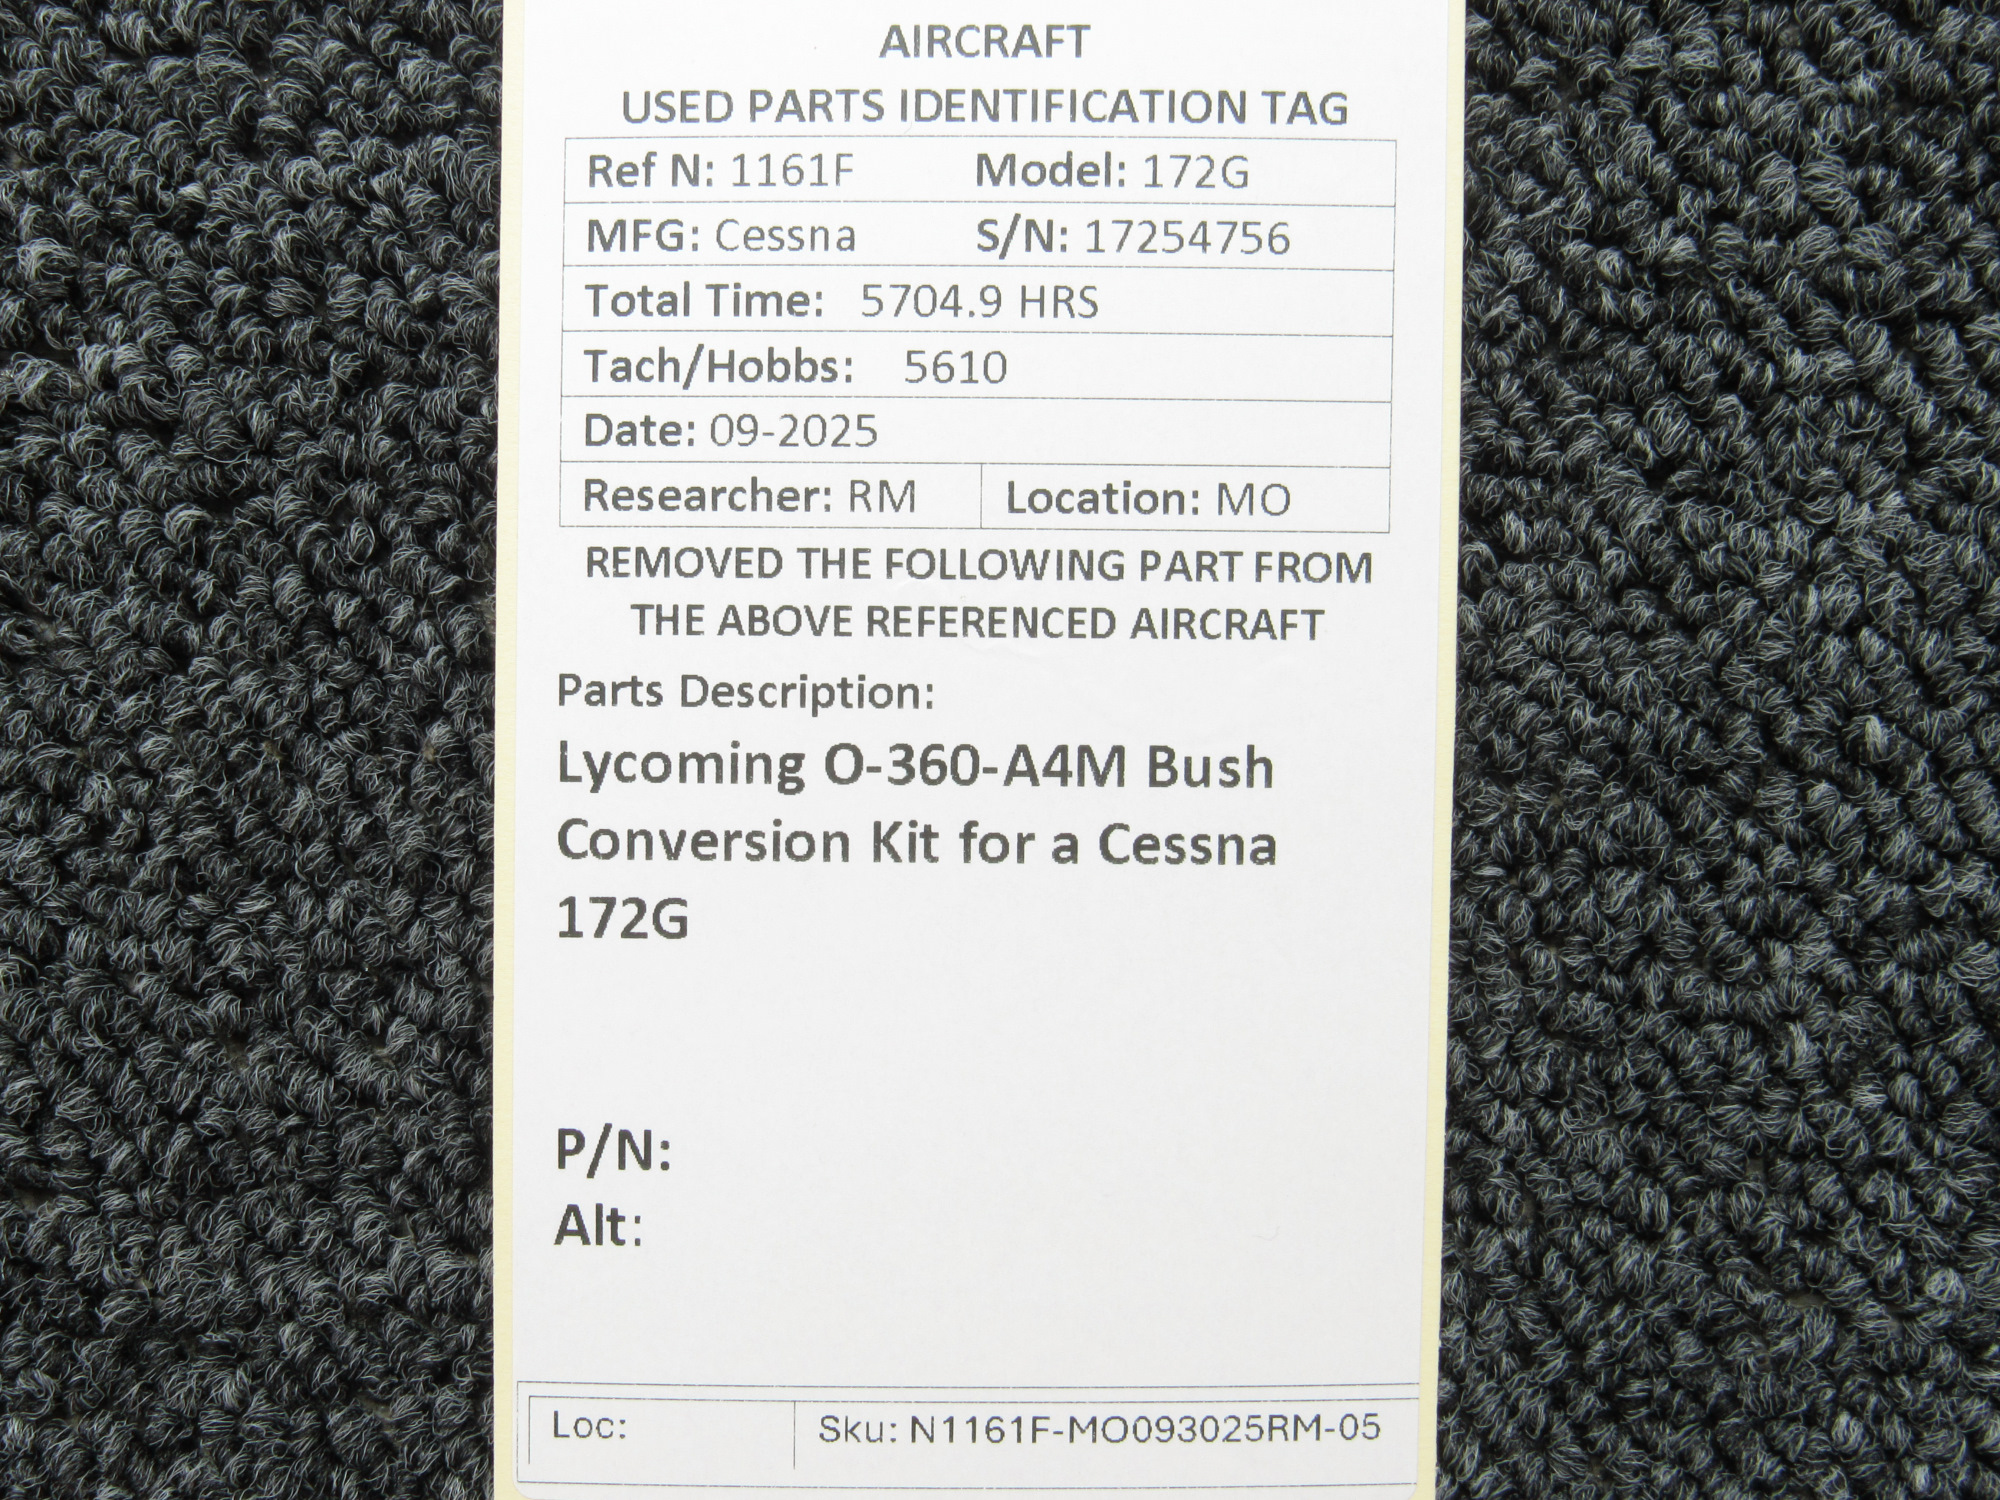 AIRCRAFT
USED PARTS IDENTIFICATION TAG
Ref N: 1161F Model: 172G
MFG: Cessna S/N: 17254756
Total Time: 5704.9 HRS
Tach/Hobbs: 5610
Date: 09-2025
Researcher: RM Location: MO
REMOVED THE FOLLOWING PART FROM
THE ABOVE REFERENCED AIRCRAFT
Parts Description:
Lycoming O-360-A4M Bush
Conversion Kit for a Cessna
172G
P/N:
Alt:
Loc: Sku: N1161F-MO093025RM-05